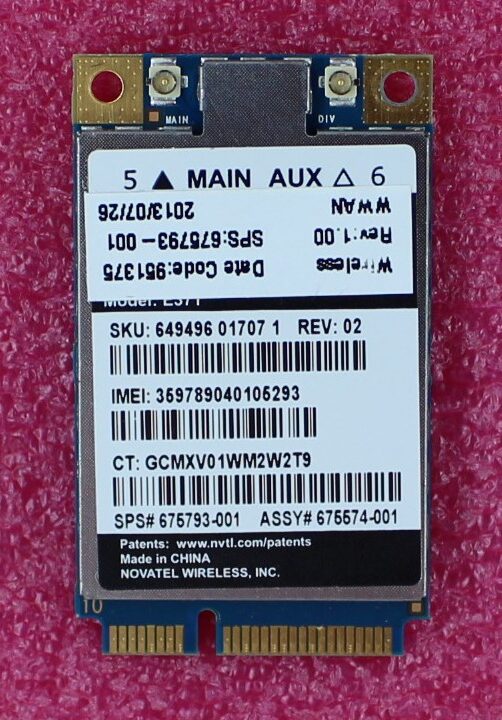 MAIN DIV
5 ▲ MAIN AUX △ 6
Wireless Date Code:951375
Rev:1.00 SPS:675793-001
WWAN 2013/07/26
SKU: 649496 01707 1 REV: 02
IMEI: 359789040105293
CT: GCMXV01WM2W2T9
SPS# 675793-001 ASSY# 675574-001
Patents: www.nvtl.com/patents
Made in CHINA
NOVATEL WIRELESS, INC.